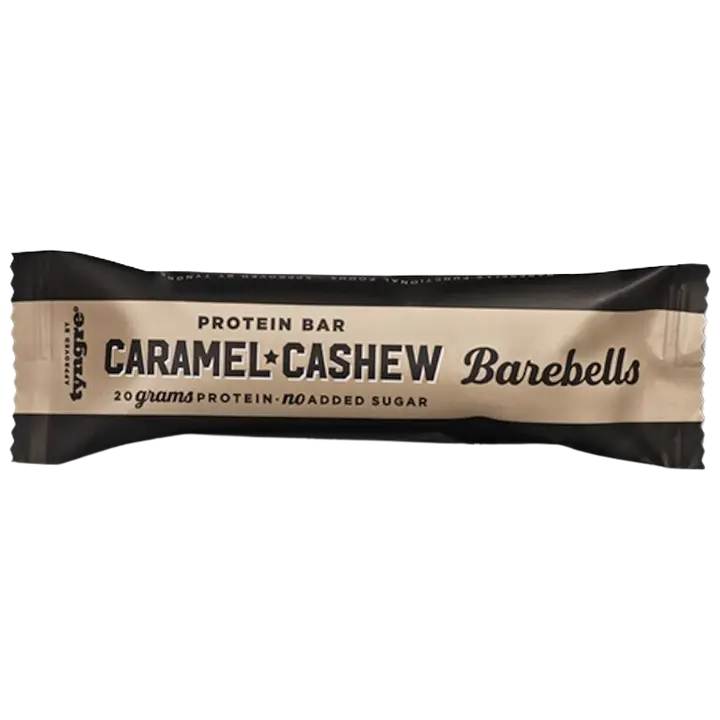 APPROVED BY
tyngre®
PROTEIN BAR
CARAMEL★CASHEW
20 grams PROTEIN - no ADDED SUGAR
Barebells